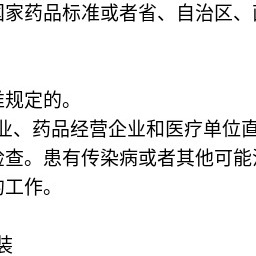 国家药品标准或者省、自治区、直
准规定的。
业、药品经营企业和医疗单位直
检查。患有传染病或者其他可能污
的工作。
装